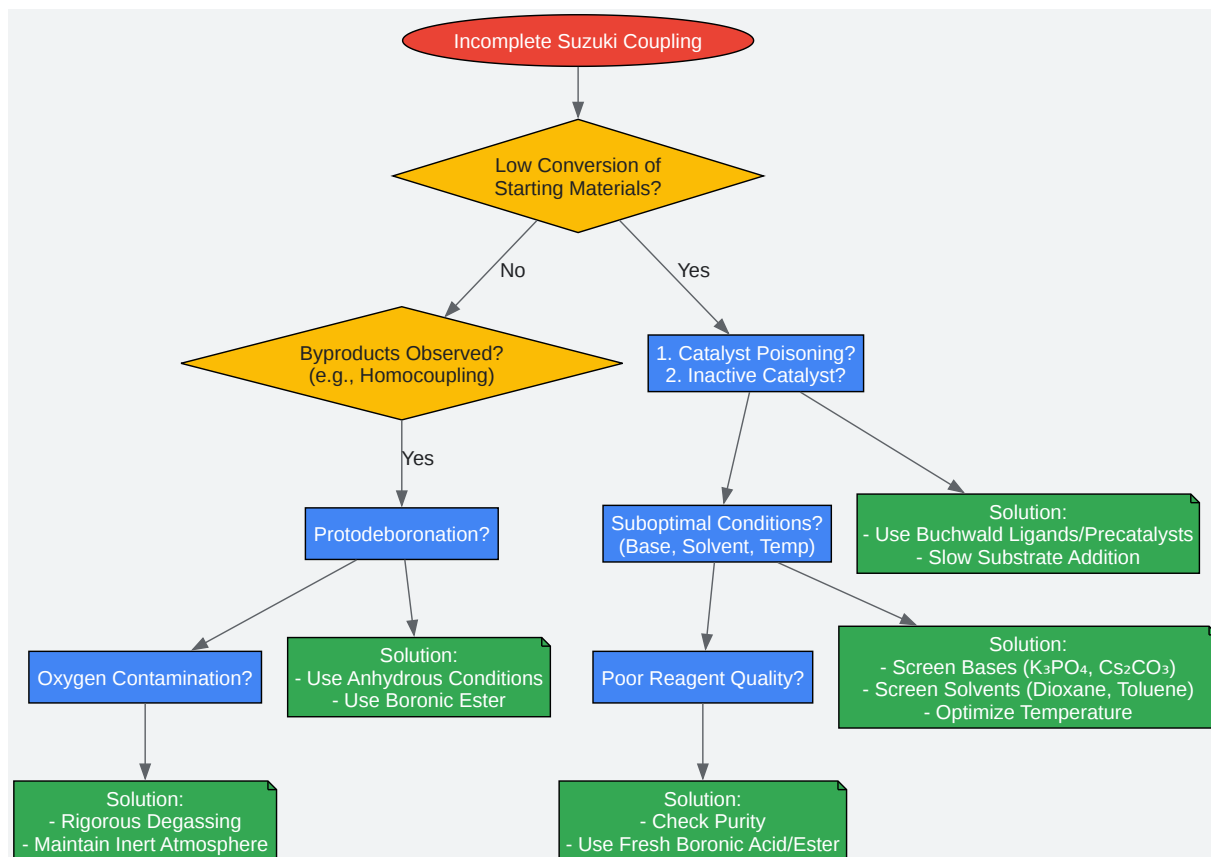 Incomplete Suzuki Coupling
Low Conversion of
Starting Materials?
No
Yes
Byproducts Observed?
(e.g., Homocoupling)
1. Catalyst Poisoning?
2. Inactive Catalyst?
Yes
Protodeboronation?
Suboptimal Conditions?
(Base, Solvent, Temp)
Solution:
- Use Buchwald Ligands/Precatalysts
- Slow Substrate Addition
Oxygen Contamination?
Solution:
- Use Anhydrous Conditions
- Use Boronic Ester
Poor Reagent Quality?
Solution:
- Screen Bases (K₃PO₄, Cs₂CO₃)
- Screen Solvents (Dioxane, Toluene)
- Optimize Temperature
Solution:
- Rigorous Degassing
- Maintain Inert Atmosphere
Solution:
- Check Purity
- Use Fresh Boronic Acid/Ester